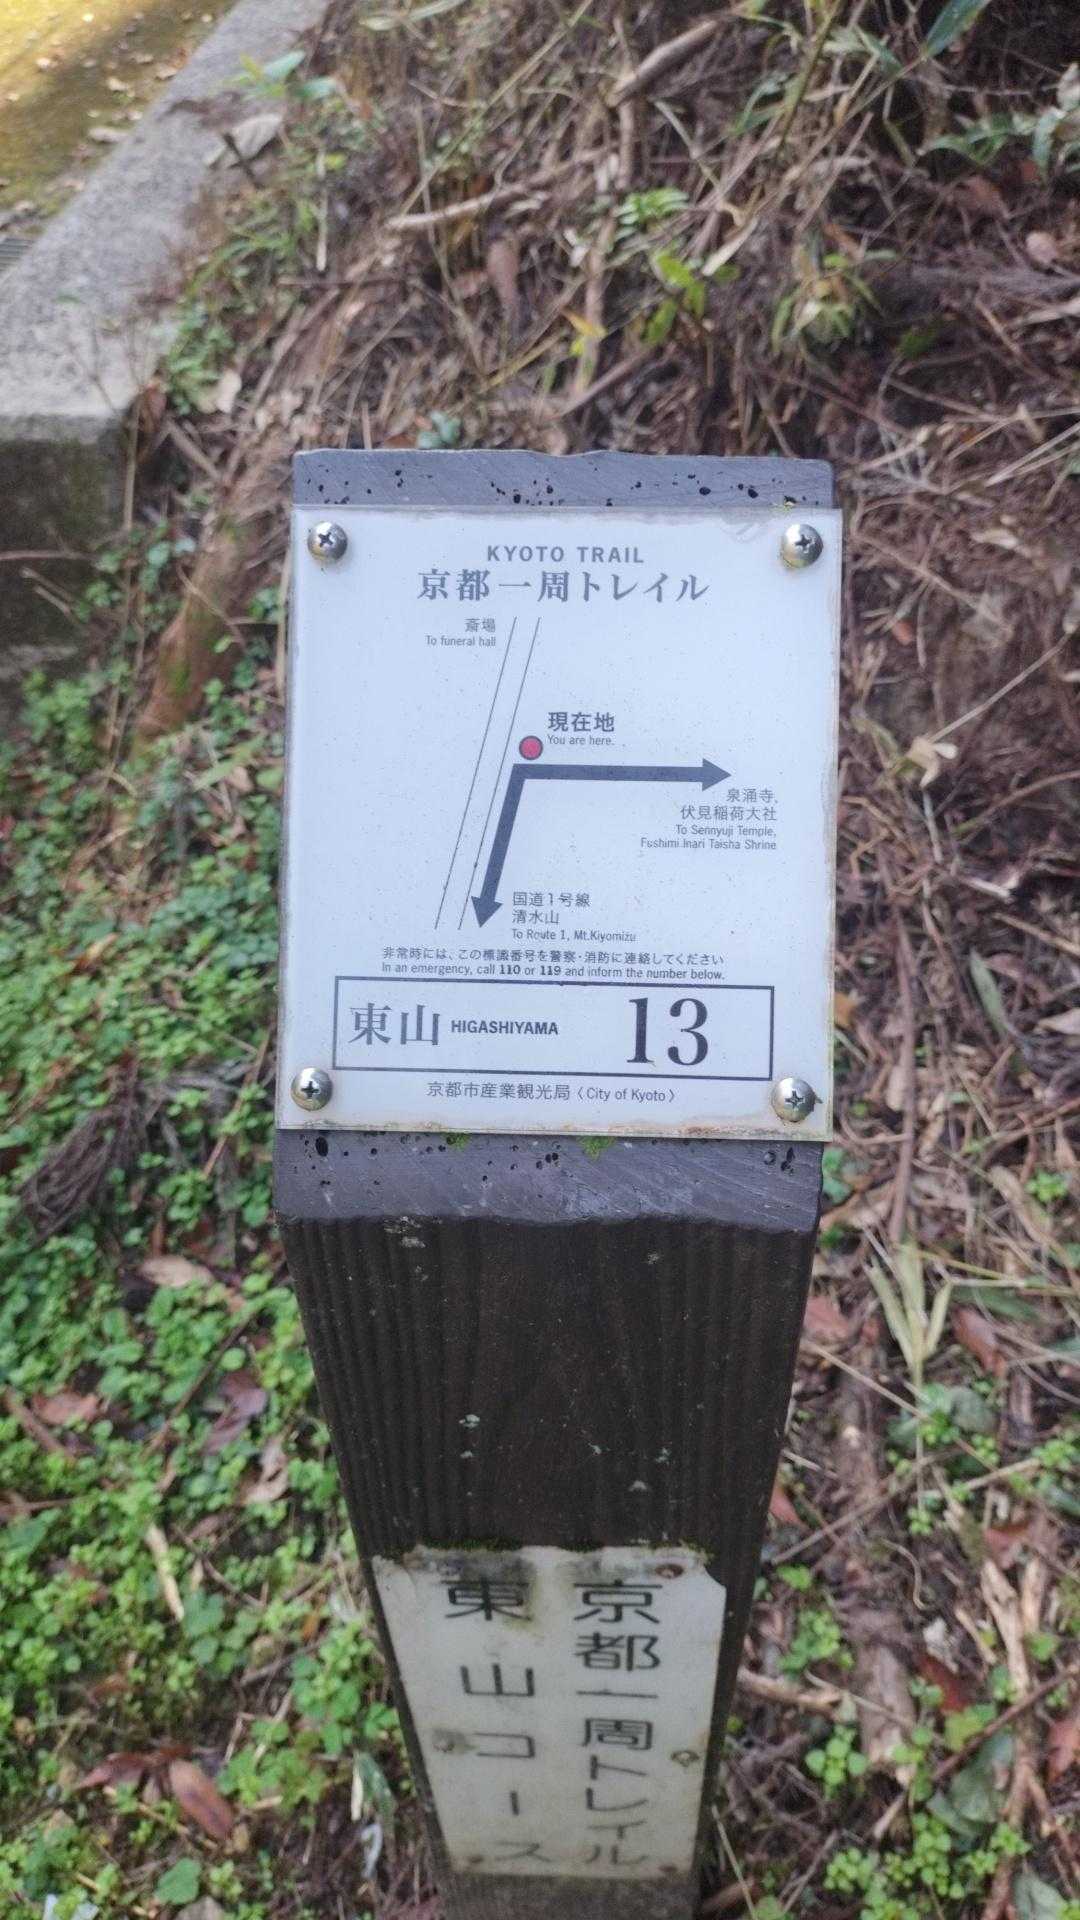 KYOTO TRAIL
京都一周トレイル
斎場
To funeral hall
現在地
You are here.
泉涌寺,
伏見稲荷大社
To Sennyuji Temple,
Fushimi Inari Taisha Shrine
国道1号線
清水山
To Route 1, Mt.Kiyomizu
非常時には、この標識番号を警察・消防に連絡してください
In an emergency, call 110 or 119 and inform the number below.
東山 HIGASHIYAMA 13
京都市産業観光局〈City of Kyoto〉
京都一周トレイル
東山コース